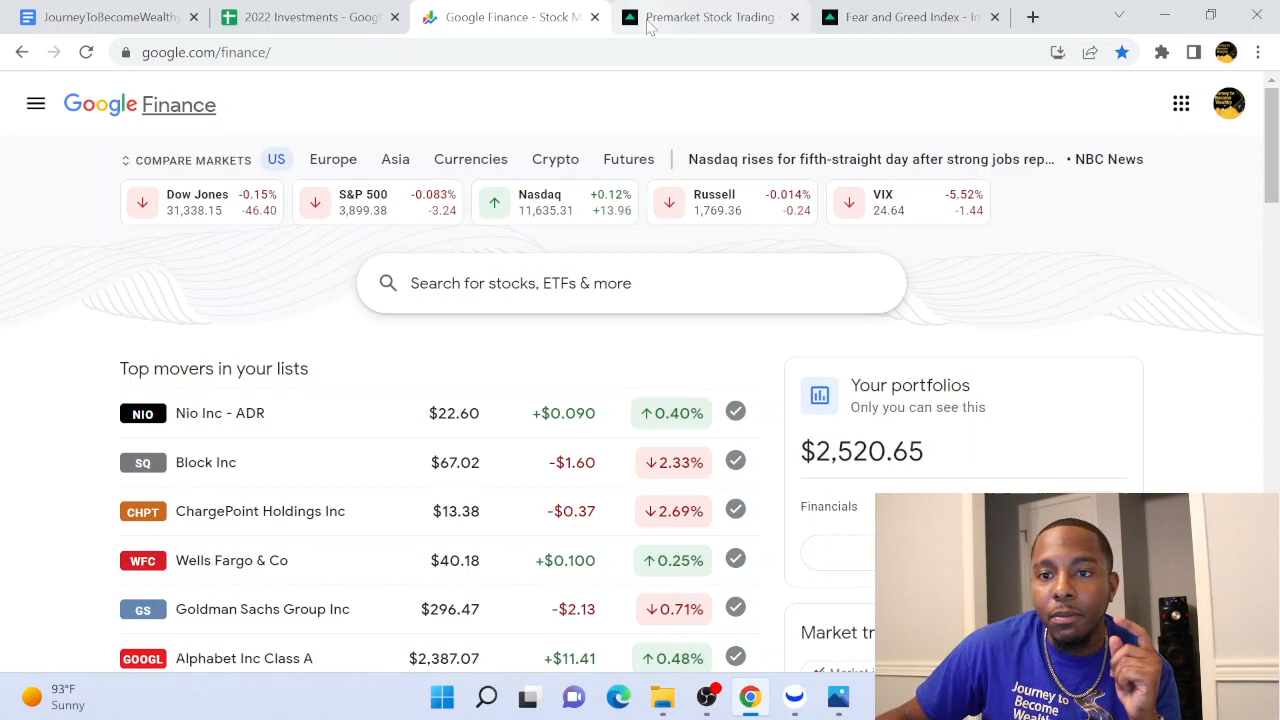 JourneyToBecomeWealthy
2022 Investments - Googl
Google Finance - Stock M
Premarket Stock Trading -
Fear and Greed Index - In
google.com/finance/
Google Finance
COMPARE MARKETS US Europe Asia Currencies Crypto Futures Nasdaq rises for fifth-straight day after strong jobs rep... • NBC News
Dow Jones -0.15% S&P 500 -0.083% Nasdaq +0.12% Russell -0.014% VIX -5.52%
31,338.15 -46.40 3,899.38 -3.24 11,635.31 +13.96 1,769.36 -0.24 24.64 -1.44
Search for stocks, ETFs & more
Top movers in your lists
NIO Nio Inc - ADR $22.60 +$0.090 ↑0.40%
SQ Block Inc $67.02 -$1.60 ↓2.33%
CHPT ChargePoint Holdings Inc $13.38 -$0.37 ↓2.69%
WFC Wells Fargo & Co $40.18 +$0.100 ↑0.25%
GS Goldman Sachs Group Inc $296.47 -$2.13 ↓0.71%
GOOGL Alphabet Inc Class A $2,387.07 +$11.41 ↑0.48%
Your portfolios
Only you can see this
$2,520.65
Financials
Market tr
Journey to
Become
Wealthy
93°F
Sunny